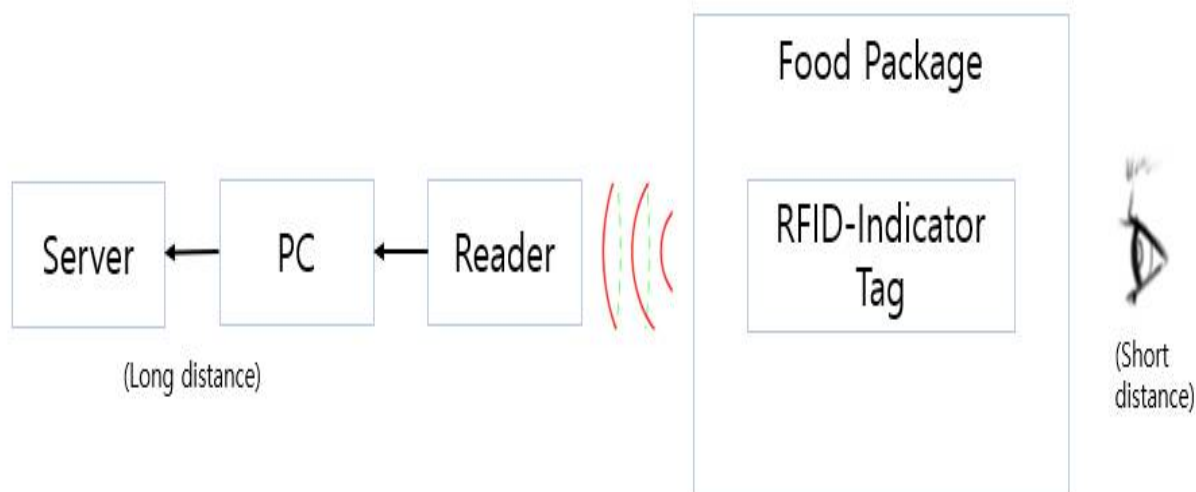 Food Package
Server
PC
Reader
RFID-Indicator
Tag
(Long distance)
(Short
distance)